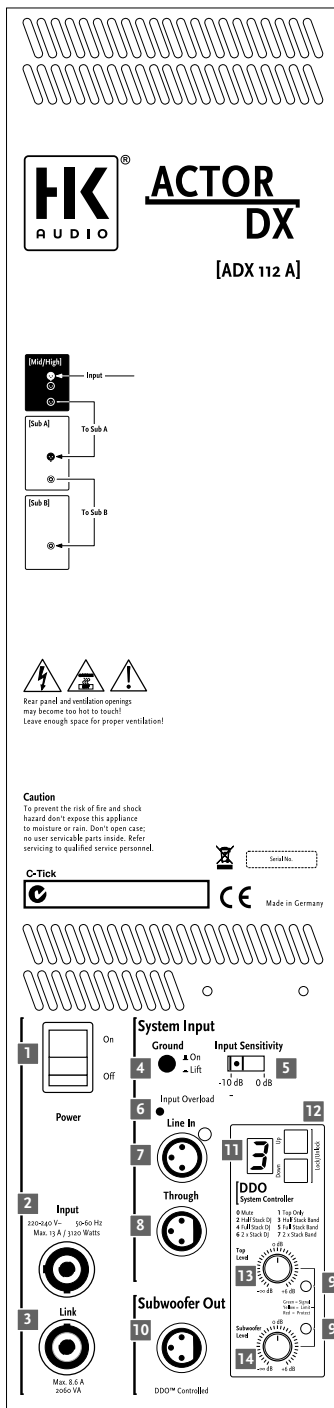 HK
®
AUDIO
ACTOR
DX
[ADX 112 A]
[Mid/High]
Input
To Sub A
[Sub A]
To Sub B
[Sub B]
Rear panel and ventilation openings
may become too hot to touch!
Leave enough space for proper ventilation!
Caution
To prevent the risk of fire and shock
hazard don't expose this appliance
to moisture or rain. Don't open case;
no user servicable parts inside. Refer
servicing to qualified service personnel.
Serial No.
C-Tick
CE
Made in Germany
1
On
Off
Power
2
Input
220-240 V~ 50-60 Hz
Max. 13 A / 3120 Watts
3
Link
Max. 8.6 A
2060 VA
System Input
4
Ground
On
Lift
Input Sensitivity
5
-10 dB 0 dB
6
Input Overload
7
Line In
8
Through
Subwoofer Out
10
DDO™ Controlled
12
11
3
Up
Down
Lock/Unlock
DDO
System Controller
0 Mute 1 Top Only
2 Half Stack DJ 3 Half Stack Band
4 Full Stack DJ 5 Full Stack Band
6 2 x Stack DJ 7 2 x Stack Band
Top
Level
0 dB
13
-∞ dB +6 dB
9
Green = Signal
Yellow = Limit
Red = Protect
Subwoofer
Level
0 dB
9
14
-∞ dB +6 dB